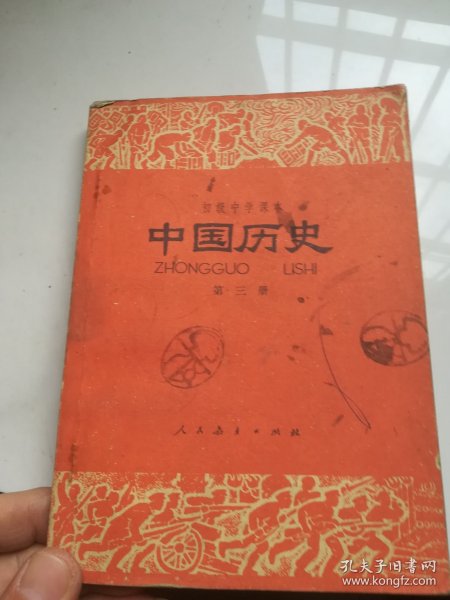 初级中学课本
中国历史
ZHONGGUO LISHI
第三册
人民教育出版社
孔夫子旧书网
www.kongfz.com